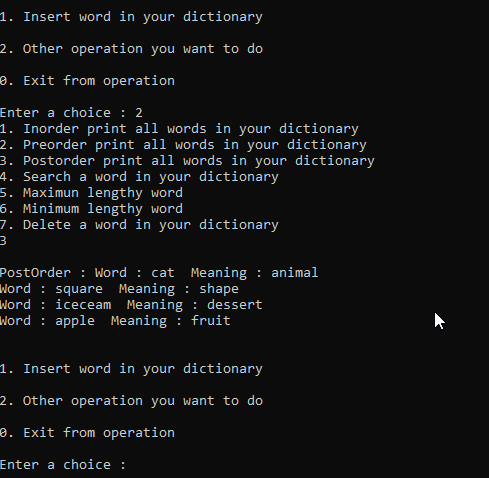 1. Insert word in your dictionary
2. Other operation you want to do
0. Exit from operation
Enter a choice : 2
1. Inorder print all words in your dictionary
2. Preorder print all words in your dictionary
3. Postorder print all words in your dictionary
4. Search a word in your dictionary
5. Maximun lengthy word
6. Minimum lengthy word
7. Delete a word in your dictionary
3
PostOrder : Word : cat  Meaning : animal
Word : square  Meaning : shape
Word : iceceam  Meaning : dessert
Word : apple  Meaning : fruit
1. Insert word in your dictionary
2. Other operation you want to do
0. Exit from operation
Enter a choice :